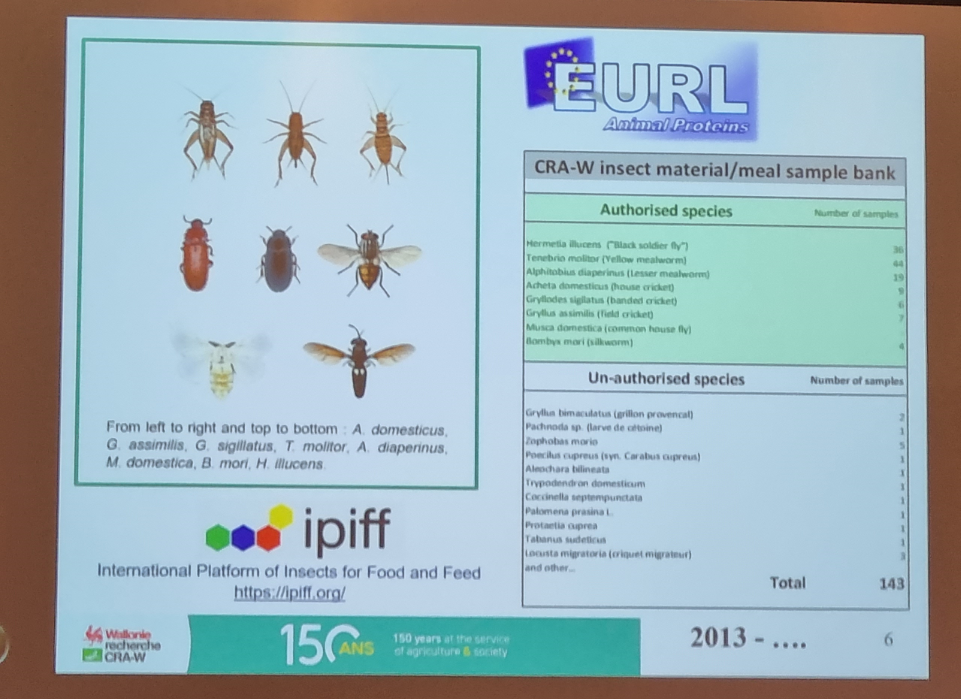 From left to right and top to bottom : A. domesticus,
G. assimilis, G. sigillatus, T. molitor, A. diaperinus,
M. domestica, B. mori, H. illucens.
ipiff
International Platform of Insects for Food and Feed
https://ipiff.org/
EURL
Animal Proteins
CRA-W insect material/meal sample bank
Authorised species Number of samples
Hermetia illucens ("Black soldier fly") 36
Tenebrio molitor (Yellow mealworm) 44
Alphitobius diaperinus (Lesser mealworm) 19
Acheta domesticus (house cricket) 9
Gryllodes sigilatus (banded cricket) 6
Gryllus assimilis (field cricket) 7
Musca domestica (common house fly)
Bombyx mori (silkworm) 4
Un-authorised species Number of samples
Gryllus bimaculatus (grillon provencal) 2
Pachnoda sp. (larve de cétoine) 1
Zophobas morio 5
Poecilus cupreus (syn. Carabus cupreus) 1
Aleochara bilineata 1
Trypodendron domesticum 1
Coccinella septempunctata 1
Palomena prasina L. 1
Protaetia cuprea 1
Tabanus sudeticus 1
Locusta migratoria (criquet migrateur) 3
and other...
Total 143
Wallonie
recherche
CRA-W
150 ANS
150 years at the service
of agriculture & society
2013 - ....
6